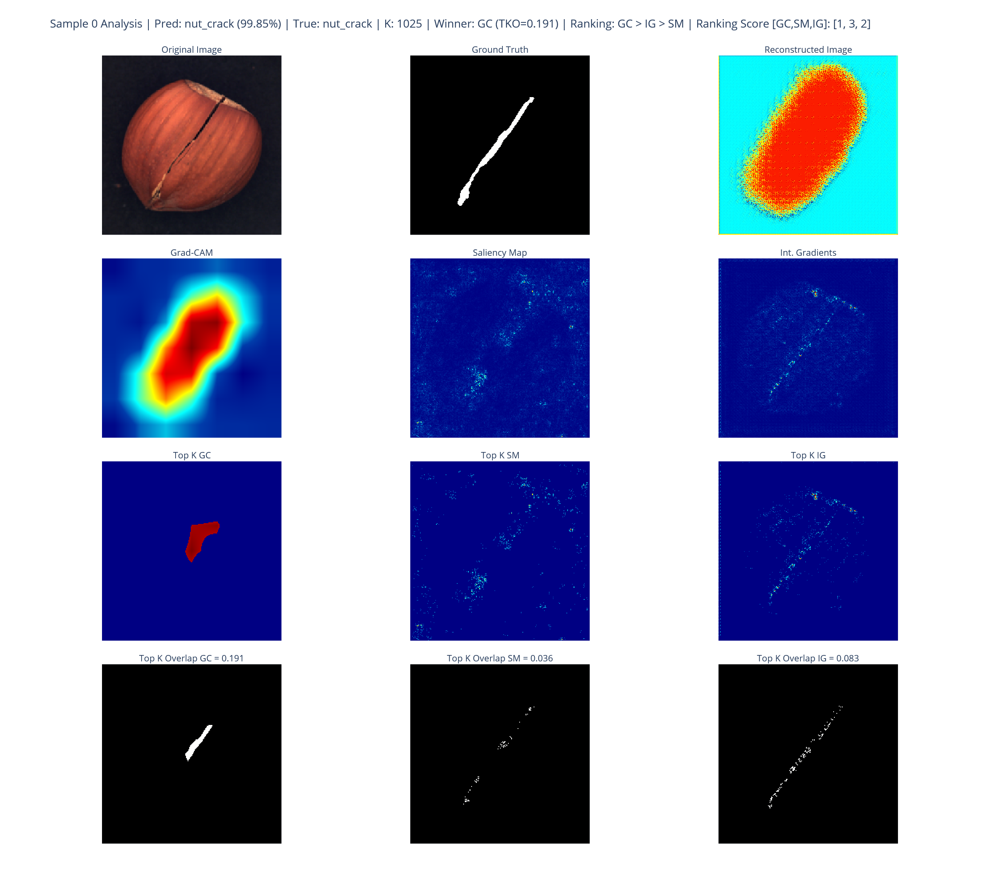 Sample 0 Analysis | Pred: nut_crack (99.85%) | True: nut_crack | K: 1025 | Winner: GC (TKO=0.191) | Ranking: GC > IG > SM | Ranking Score [GC,SM,IG]: [1, 3, 2]
Original Image
Ground Truth
Reconstructed Image
Grad-CAM
Saliency Map
Int. Gradients
Top K GC
Top K SM
Top K IG
Top K Overlap GC = 0.191
Top K Overlap SM = 0.036
Top K Overlap IG = 0.083